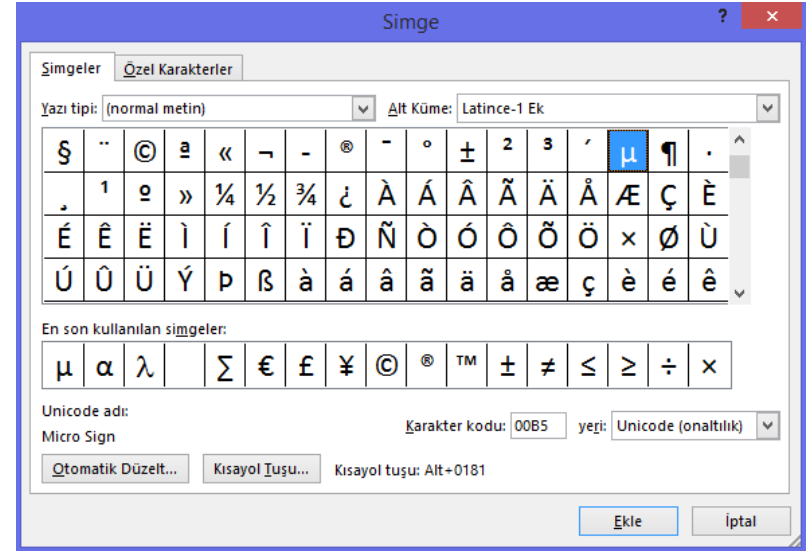 Simge ? ×
Simgeler Özel Karakterler
Yazı tipi: (normal metin) Alt Küme: Latince-1 Ek
§ ¨ © ª « ¬ - ® ¯ ° ± ² ³ ´ µ ¶ ·
¸ ¹ º » ¼ ½ ¾ ¿ À Á Â Ã Ä Å Æ Ç È
É Ê Ë Ì Í Î Ï Ð Ñ Ò Ó Ô Õ Ö × Ø Ù
Ú Û Ü Ý Þ ß à á â ã ä å æ ç è é ê
En son kullanılan simgeler:
µ α λ ∑ € £ ¥ © ® ™ ± ≠ ≤ ≥ ÷ ×
Unicode adı:
Micro Sign
Karakter kodu: 00B5 yeri: Unicode (onaltılık)
Otomatik Düzelt... Kısayol Tuşu... Kısayol tuşu: Alt+0181
Ekle İptal